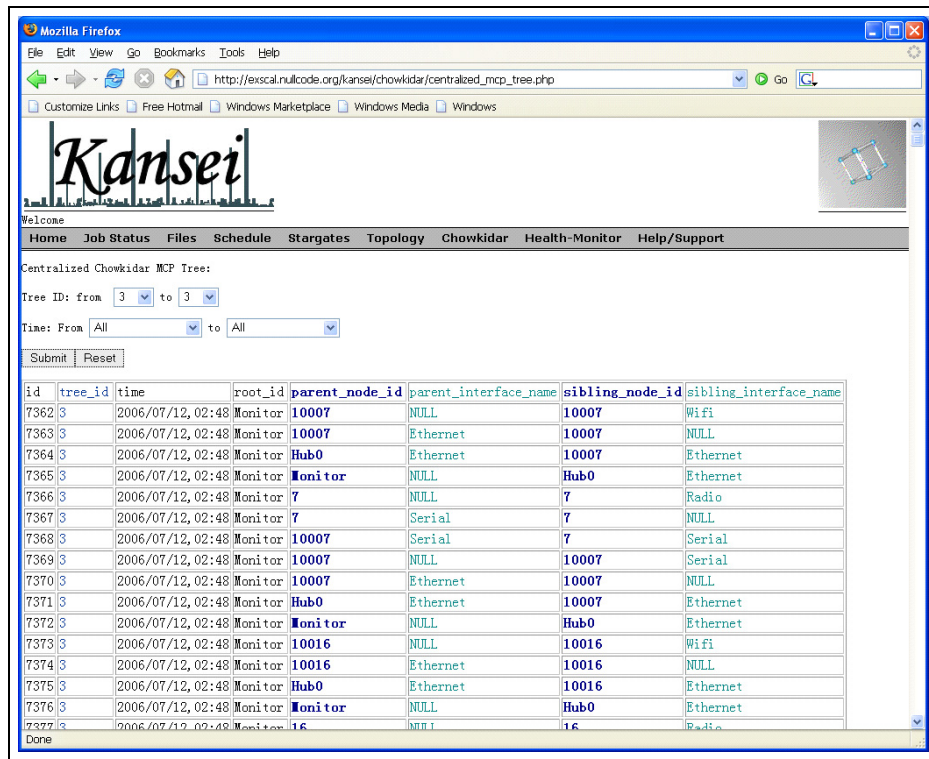 Mozilla Firefox
File Edit View Go Bookmarks Tools Help
http://exscal.nullcode.org/kansei/chowkidar/centralized_mcp_tree.php Go G
Customize Links Free Hotmail Windows Marketplace Windows Media Windows
Kansei
Welcome
Home Job Status Files Schedule Stargates Topology Chowkidar Health-Monitor Help/Support
Centralized Chowkidar MCP Tree:
Tree ID: from 3 to 3
Time: From All to All
Submit Reset
id tree_id time root_id parent_node_id parent_interface_name sibling_node_id sibling_interface_name
7362 3 2006/07/12,02:48 Monitor 10007 NULL 10007 Wifi
7363 3 2006/07/12,02:48 Monitor 10007 Ethernet 10007 NULL
7364 3 2006/07/12,02:48 Monitor Hub0 Ethernet 10007 Ethernet
7365 3 2006/07/12,02:48 Monitor Monitor NULL Hub0 Ethernet
7366 3 2006/07/12,02:48 Monitor 7 NULL 7 Radio
7367 3 2006/07/12,02:48 Monitor 7 Serial 7 NULL
7368 3 2006/07/12,02:48 Monitor 10007 Serial 7 Serial
7369 3 2006/07/12,02:48 Monitor 10007 NULL 10007 Serial
7370 3 2006/07/12,02:48 Monitor 10007 Ethernet 10007 NULL
7371 3 2006/07/12,02:48 Monitor Hub0 Ethernet 10007 Ethernet
7372 3 2006/07/12,02:48 Monitor Monitor NULL Hub0 Ethernet
7373 3 2006/07/12,02:48 Monitor 10016 NULL 10016 Wifi
7374 3 2006/07/12,02:48 Monitor 10016 Ethernet 10016 NULL
7375 3 2006/07/12,02:48 Monitor Hub0 Ethernet 10016 Ethernet
7376 3 2006/07/12,02:48 Monitor Monitor NULL Hub0 Ethernet
7377 3 2006/07/12,02:48 Monitor 16 NULL 16 Radio
Done